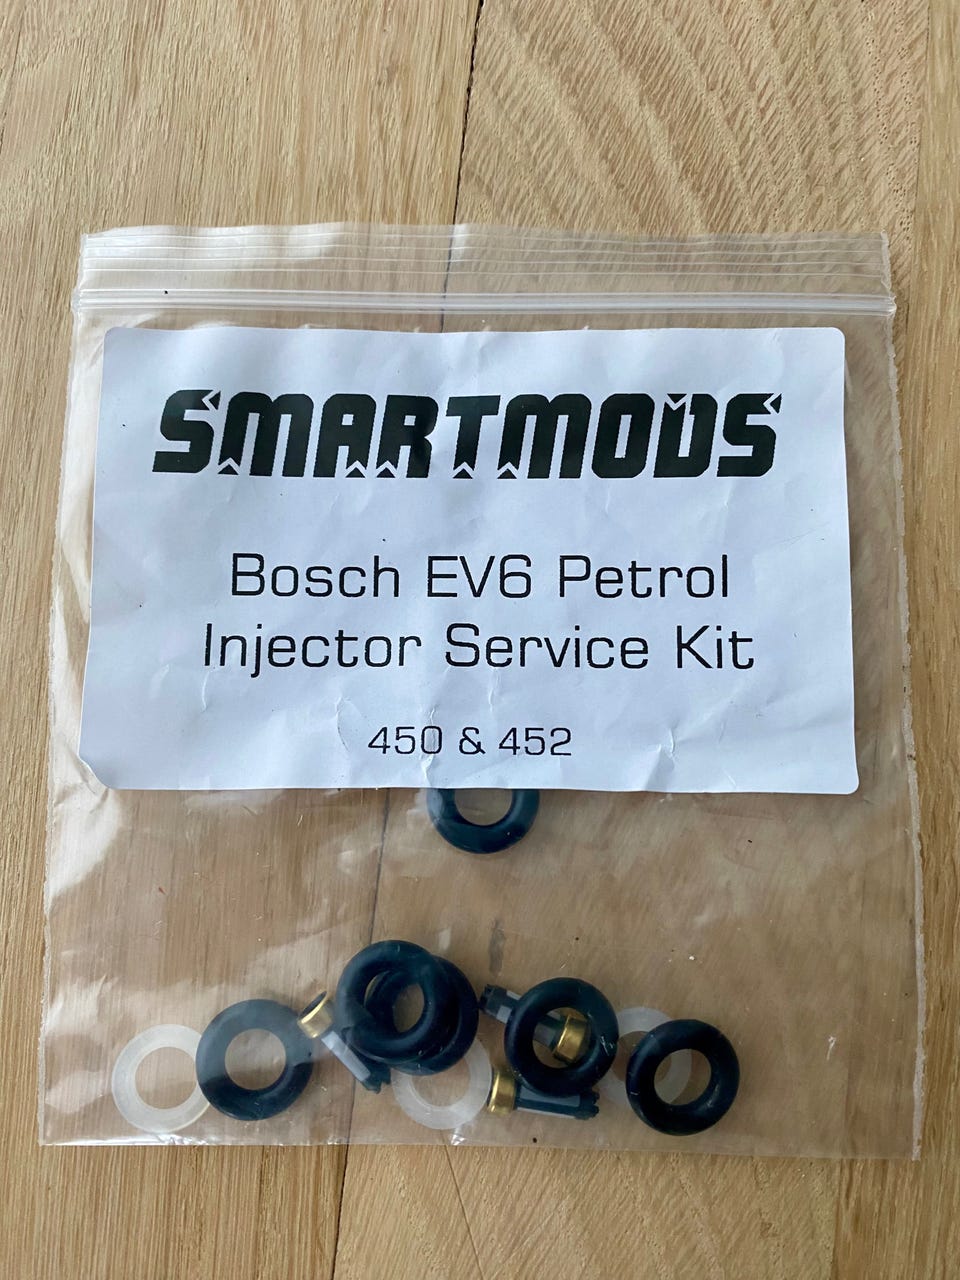 SMARTMODS
Bosch EV6 Petrol
Injector Service Kit
450 & 452